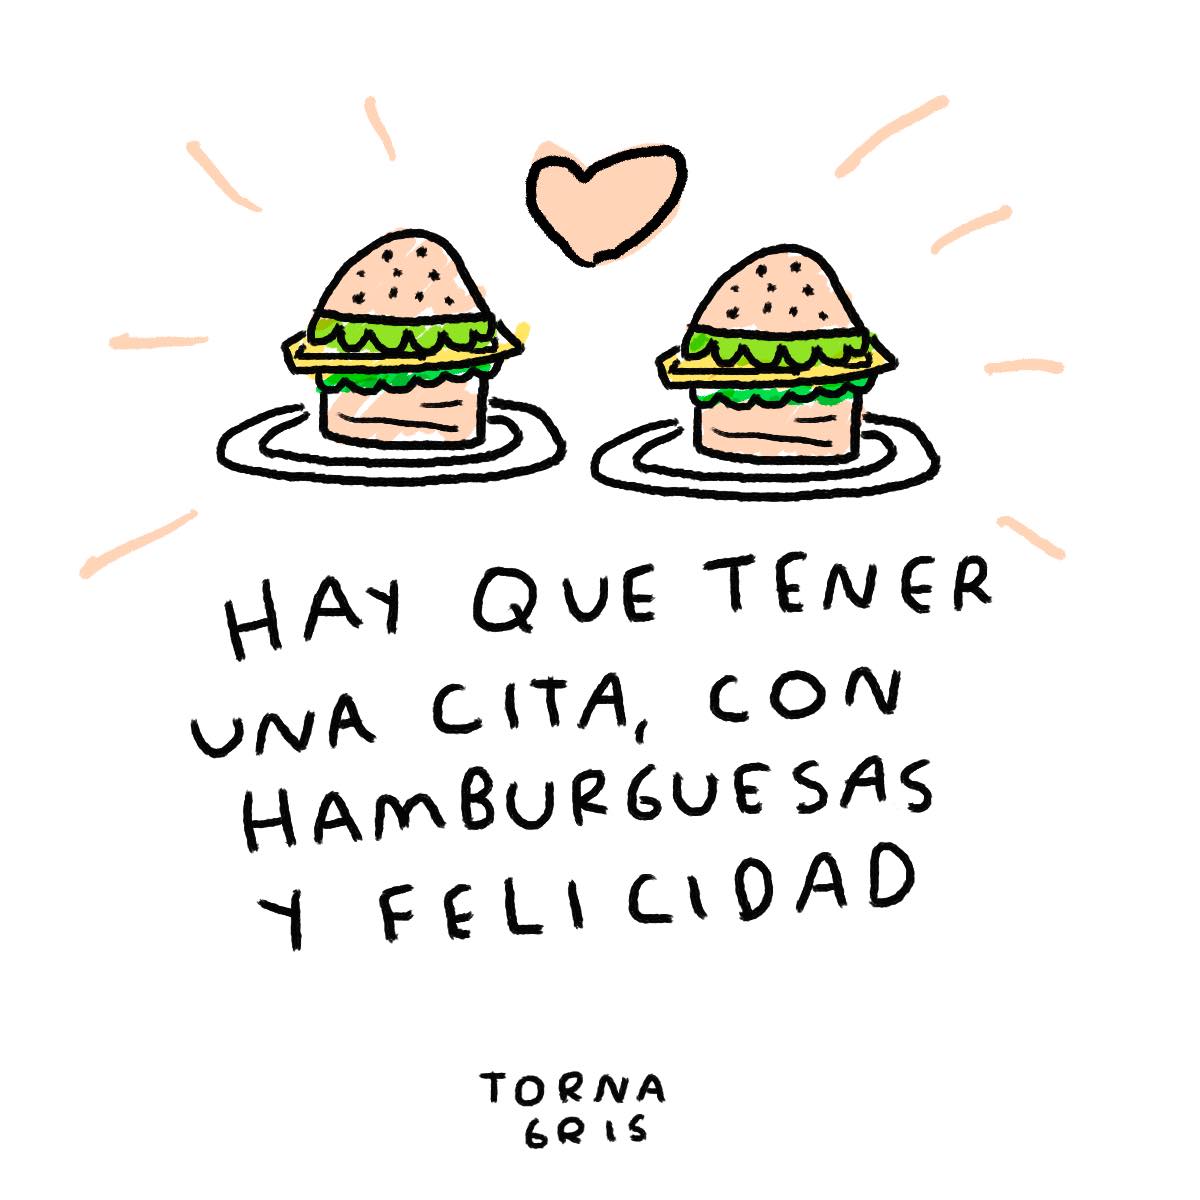 HAY QUE TENER
UNA CITA, CON
HAMBURGUESAS
Y FELICIDAD
TORNA
GRIS